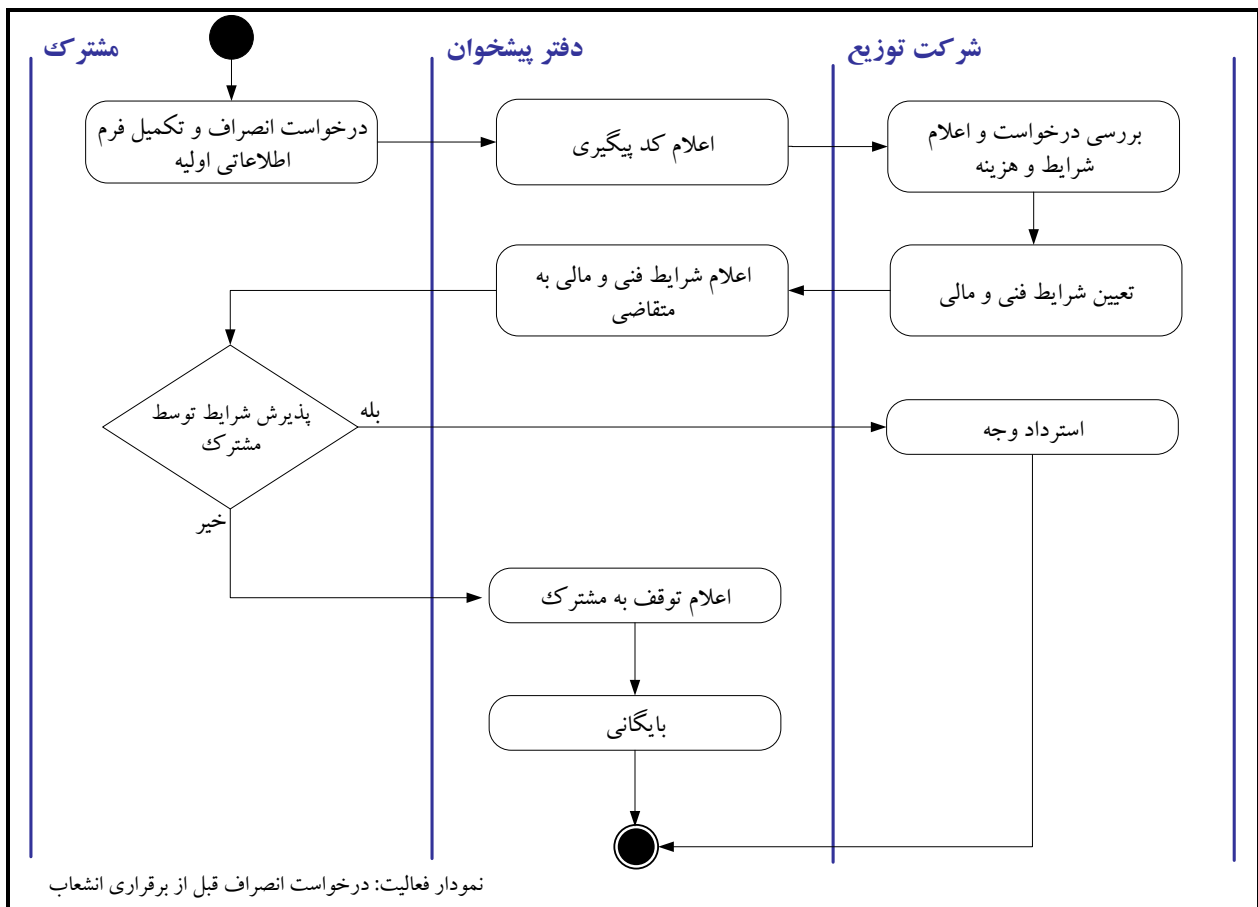 مشترک
دفتر پیشخوان
شرکت توزیع
درخواست انصراف و تکمیل فرم
اطلاعاتی اولیه
اعلام کد پیگیری
بررسی درخواست و اعلام
شرایط و هزینه
تعیین شرایط فنی و مالی
اعلام شرایط فنی و مالی به
متقاضی
پذیرش شرایط توسط
مشترک
بله
استرداد وجه
خیر
اعلام توقف به مشترک
بایگانی
نمودار فعالیت: درخواست انصراف قبل از برقراری انشعاب